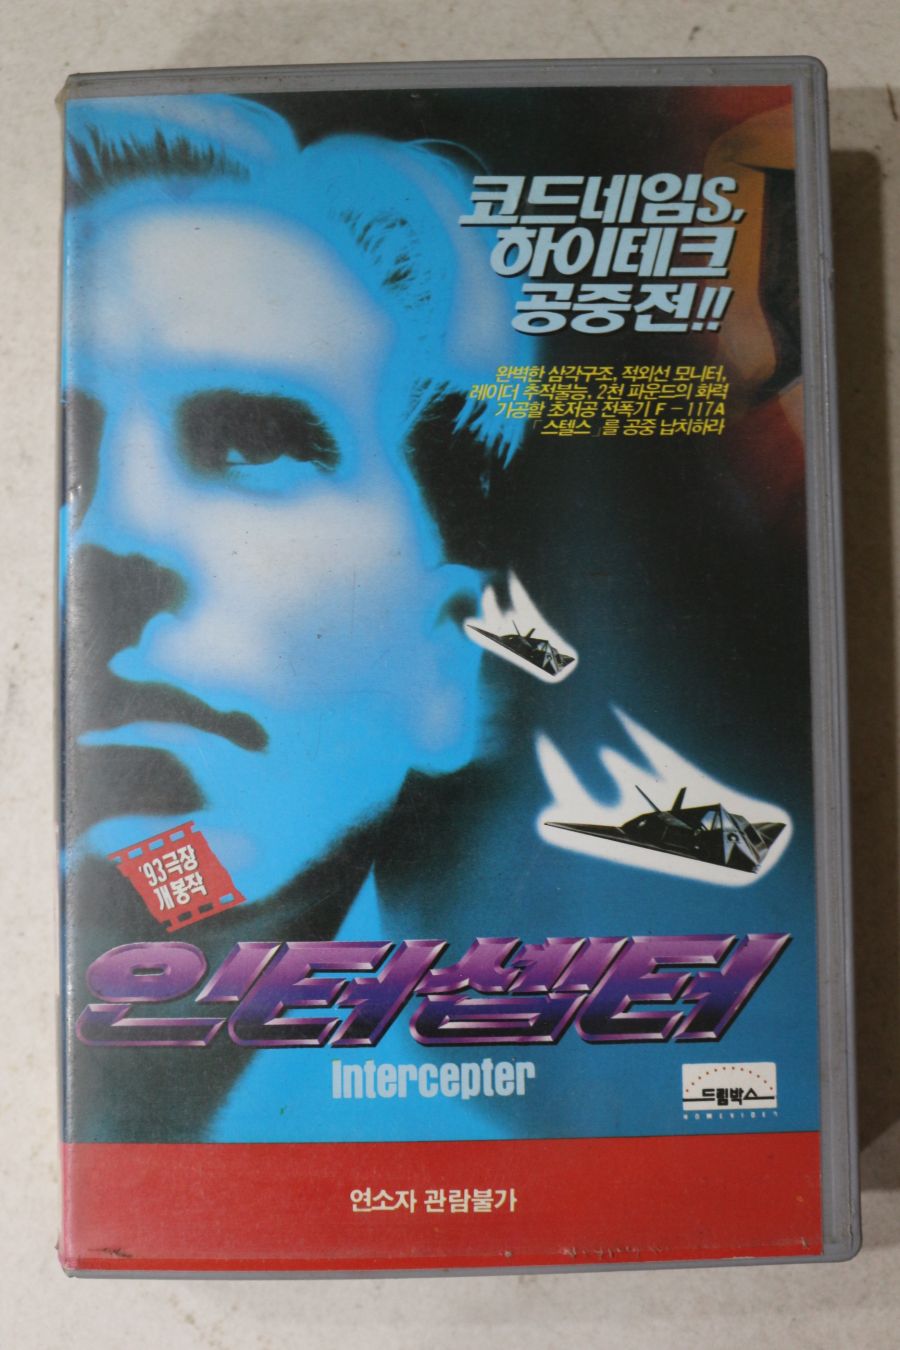 코드네임S,
하이테크
공중전!!
완벽한 삼각구조, 적외선 모니터,
레이더 추적불능, 2천 파운드의 화력
가공할 초저공 전폭기 F-117A
「스텔스」를 공중 납치하라
'93극장
개봉작
인터셉터
Intercepter
드림박스
HOMEVIDEO
연소자 관람불가